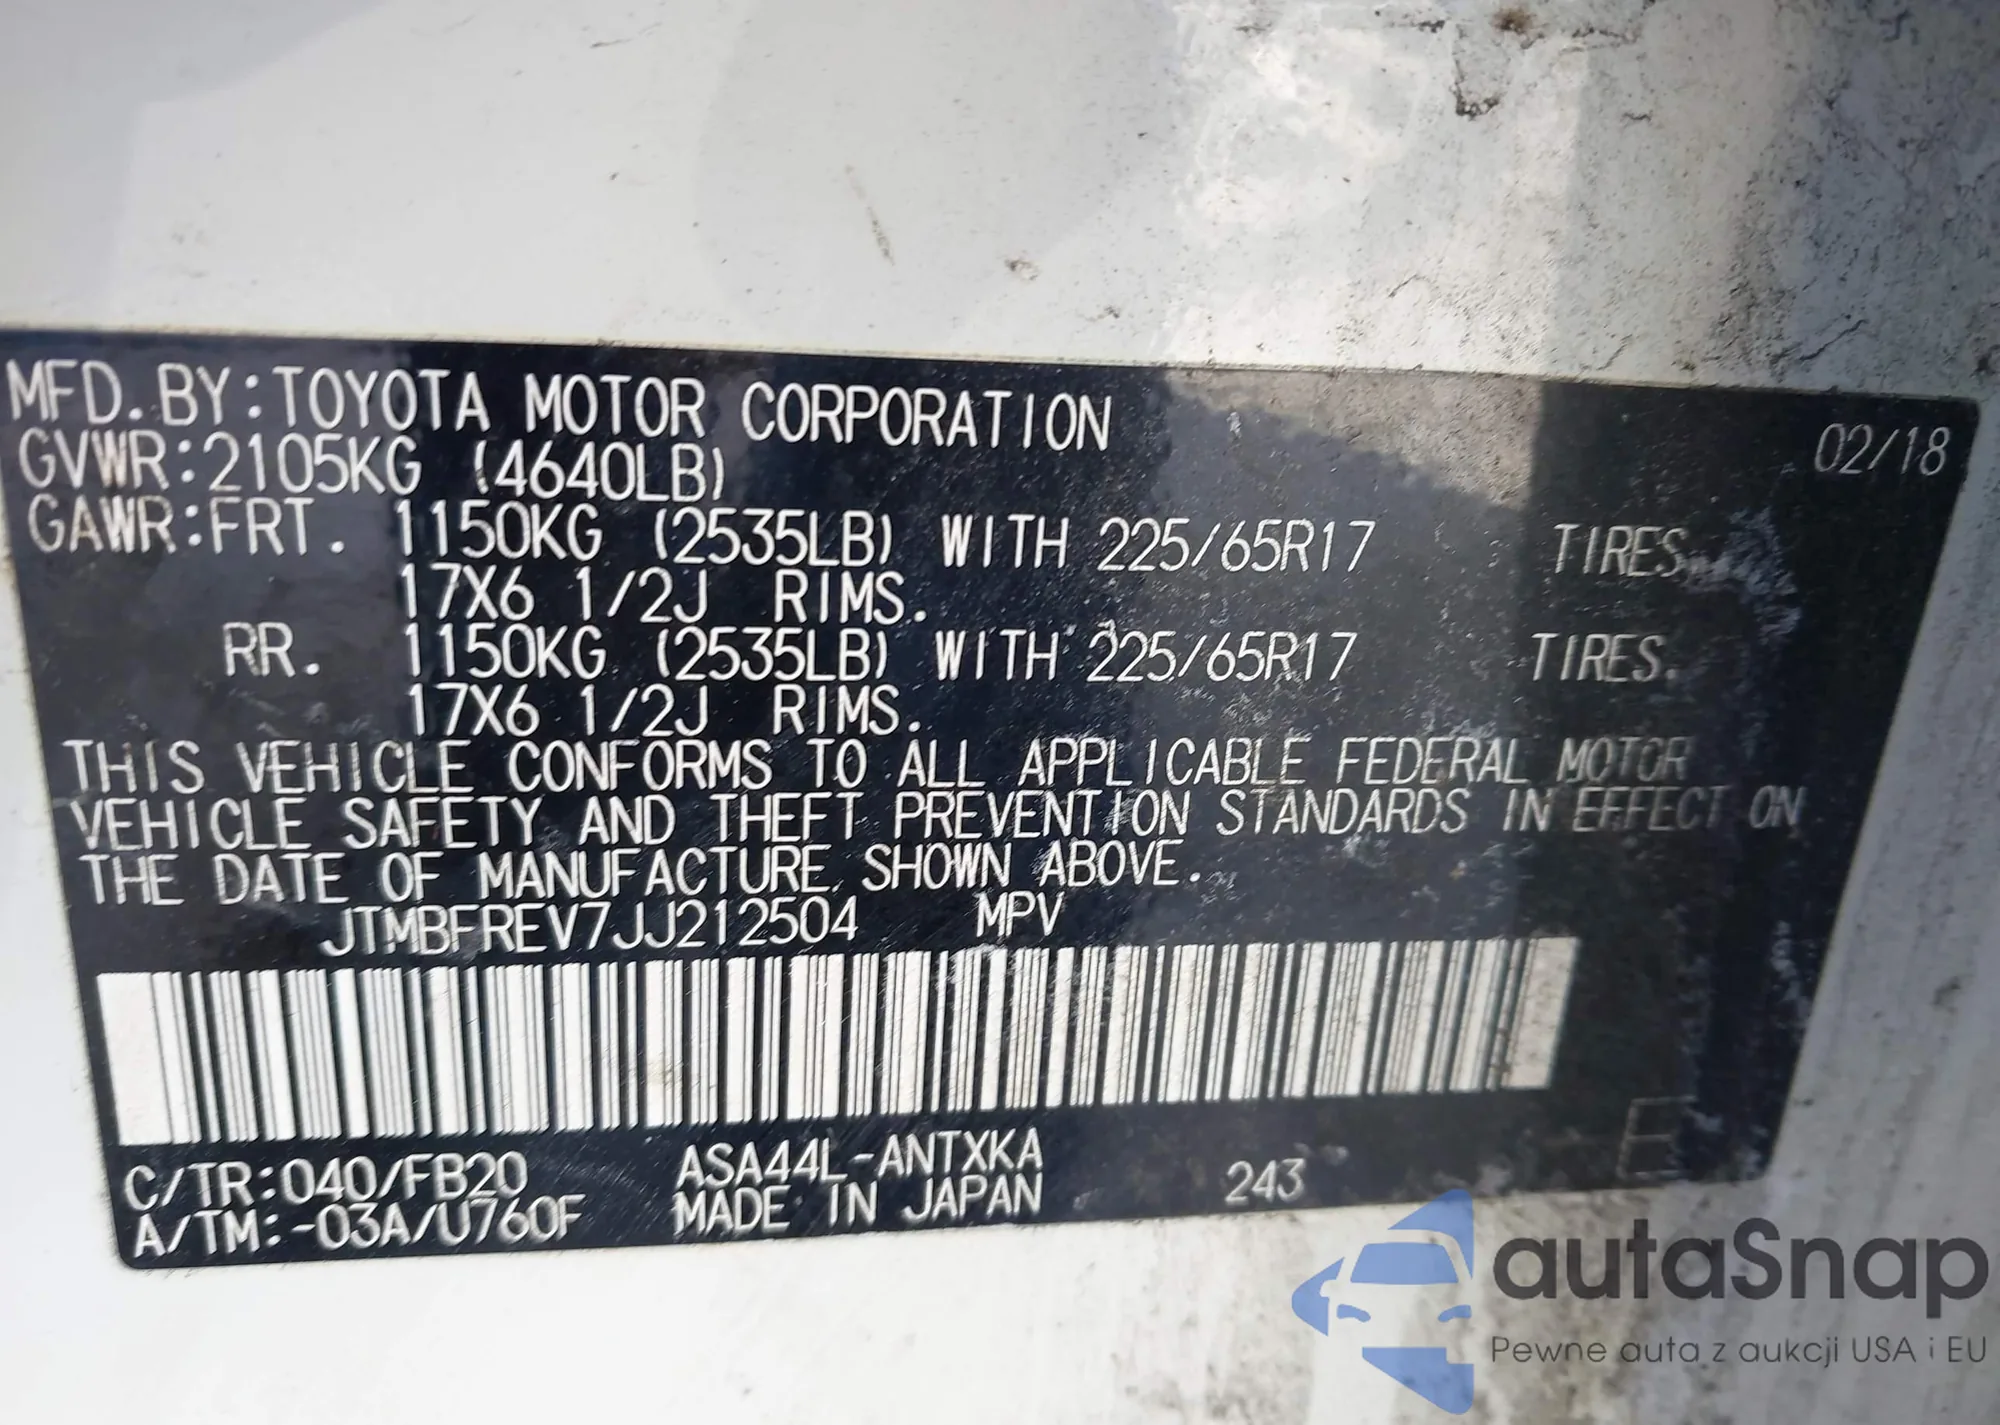 MFD. BY:TOYOTA MOTOR CORPORATION 02/18
GVWR:2105KG (4640LB)
GAWR:FRT. 1150KG (2535LB) WITH 225/65R17 TIRES,
17X6 1/2J RIMS.
RR. 1150KG (2535LB) WITH 225/65R17 TIRES.
17X6 1/2J RIMS.
THIS VEHICLE CONFORMS TO ALL APPLICABLE FEDERAL MOTOR
VEHICLE SAFETY AND THEFT PREVENTION STANDARDS IN EFFECT ON
THE DATE OF MANUFACTURE SHOWN ABOVE.
JTMBFREV7JJ212504 MPV
C/TR:040/FB20 ASA44L-ANTXKA 243 E
A/TM:-03A/U760F MADE IN JAPAN
autaSnap
Pewne auta z aukcji USA i EU